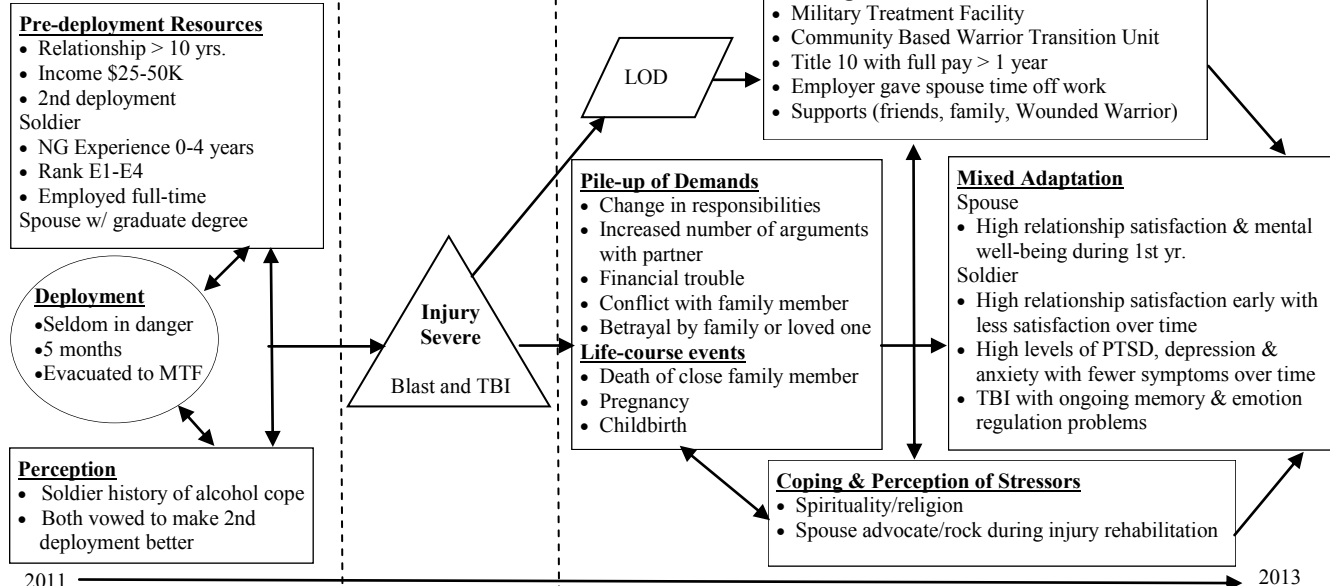 Pre-deployment Resources
• Relationship > 10 yrs.
• Income $25-50K
• 2nd deployment
Soldier
• NG Experience 0-4 years
• Rank E1-E4
• Employed full-time
Spouse w/ graduate degree
Deployment
•Seldom in danger
•5 months
•Evacuated to MTF
Perception
• Soldier history of alcohol cope
• Both vowed to make 2nd
deployment better
Injury
Severe
Blast and TBI
LOD
• Military Treatment Facility
• Community Based Warrior Transition Unit
• Title 10 with full pay > 1 year
• Employer gave spouse time off work
• Supports (friends, family, Wounded Warrior)
Pile-up of Demands
• Change in responsibilities
• Increased number of arguments
with partner
• Financial trouble
• Conflict with family member
• Betrayal by family or loved one
Life-course events
• Death of close family member
• Pregnancy
• Childbirth
Coping & Perception of Stressors
• Spirituality/religion
• Spouse advocate/rock during injury rehabilitation
Mixed Adaptation
Spouse
• High relationship satisfaction & mental
well-being during 1st yr.
Soldier
• High relationship satisfaction early with
less satisfaction over time
• High levels of PTSD, depression &
anxiety with fewer symptoms over time
• TBI with ongoing memory & emotion
regulation problems
2011
2013